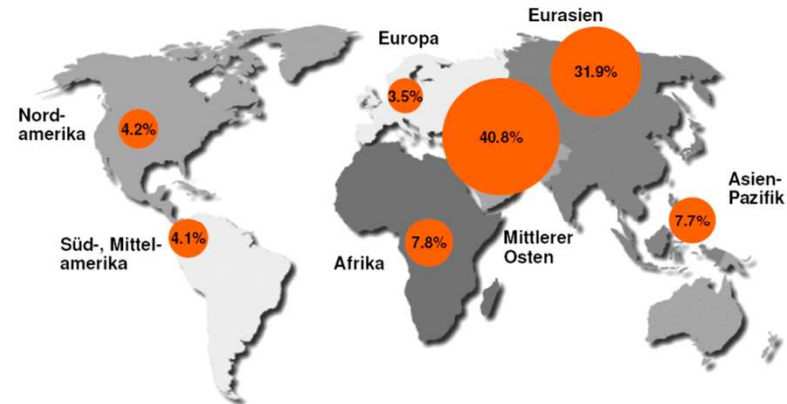 Eurasien
Europa
31.9%
3.5%
Nord-
amerika
4.2%
40.8%
Asien-
Pazifik
7.7%
Süd-, Mittel-
amerika
4.1%
Afrika
7.8%
Mittlerer
Osten